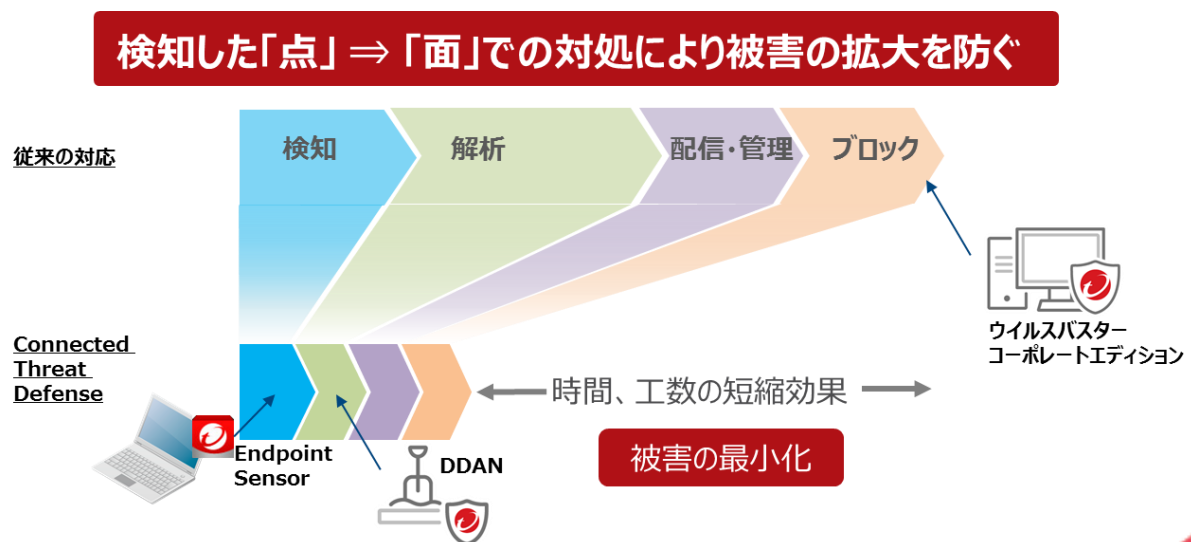 検知した「点」 ⇒ 「面」での対処により被害の拡大を防ぐ
従来の対応
検知
解析
配信・管理
ブロック
ウイルスバスター
コーポレートエディション
Connected
Threat
Defense
時間、工数の短縮効果
Endpoint
Sensor
DDAN
被害の最小化